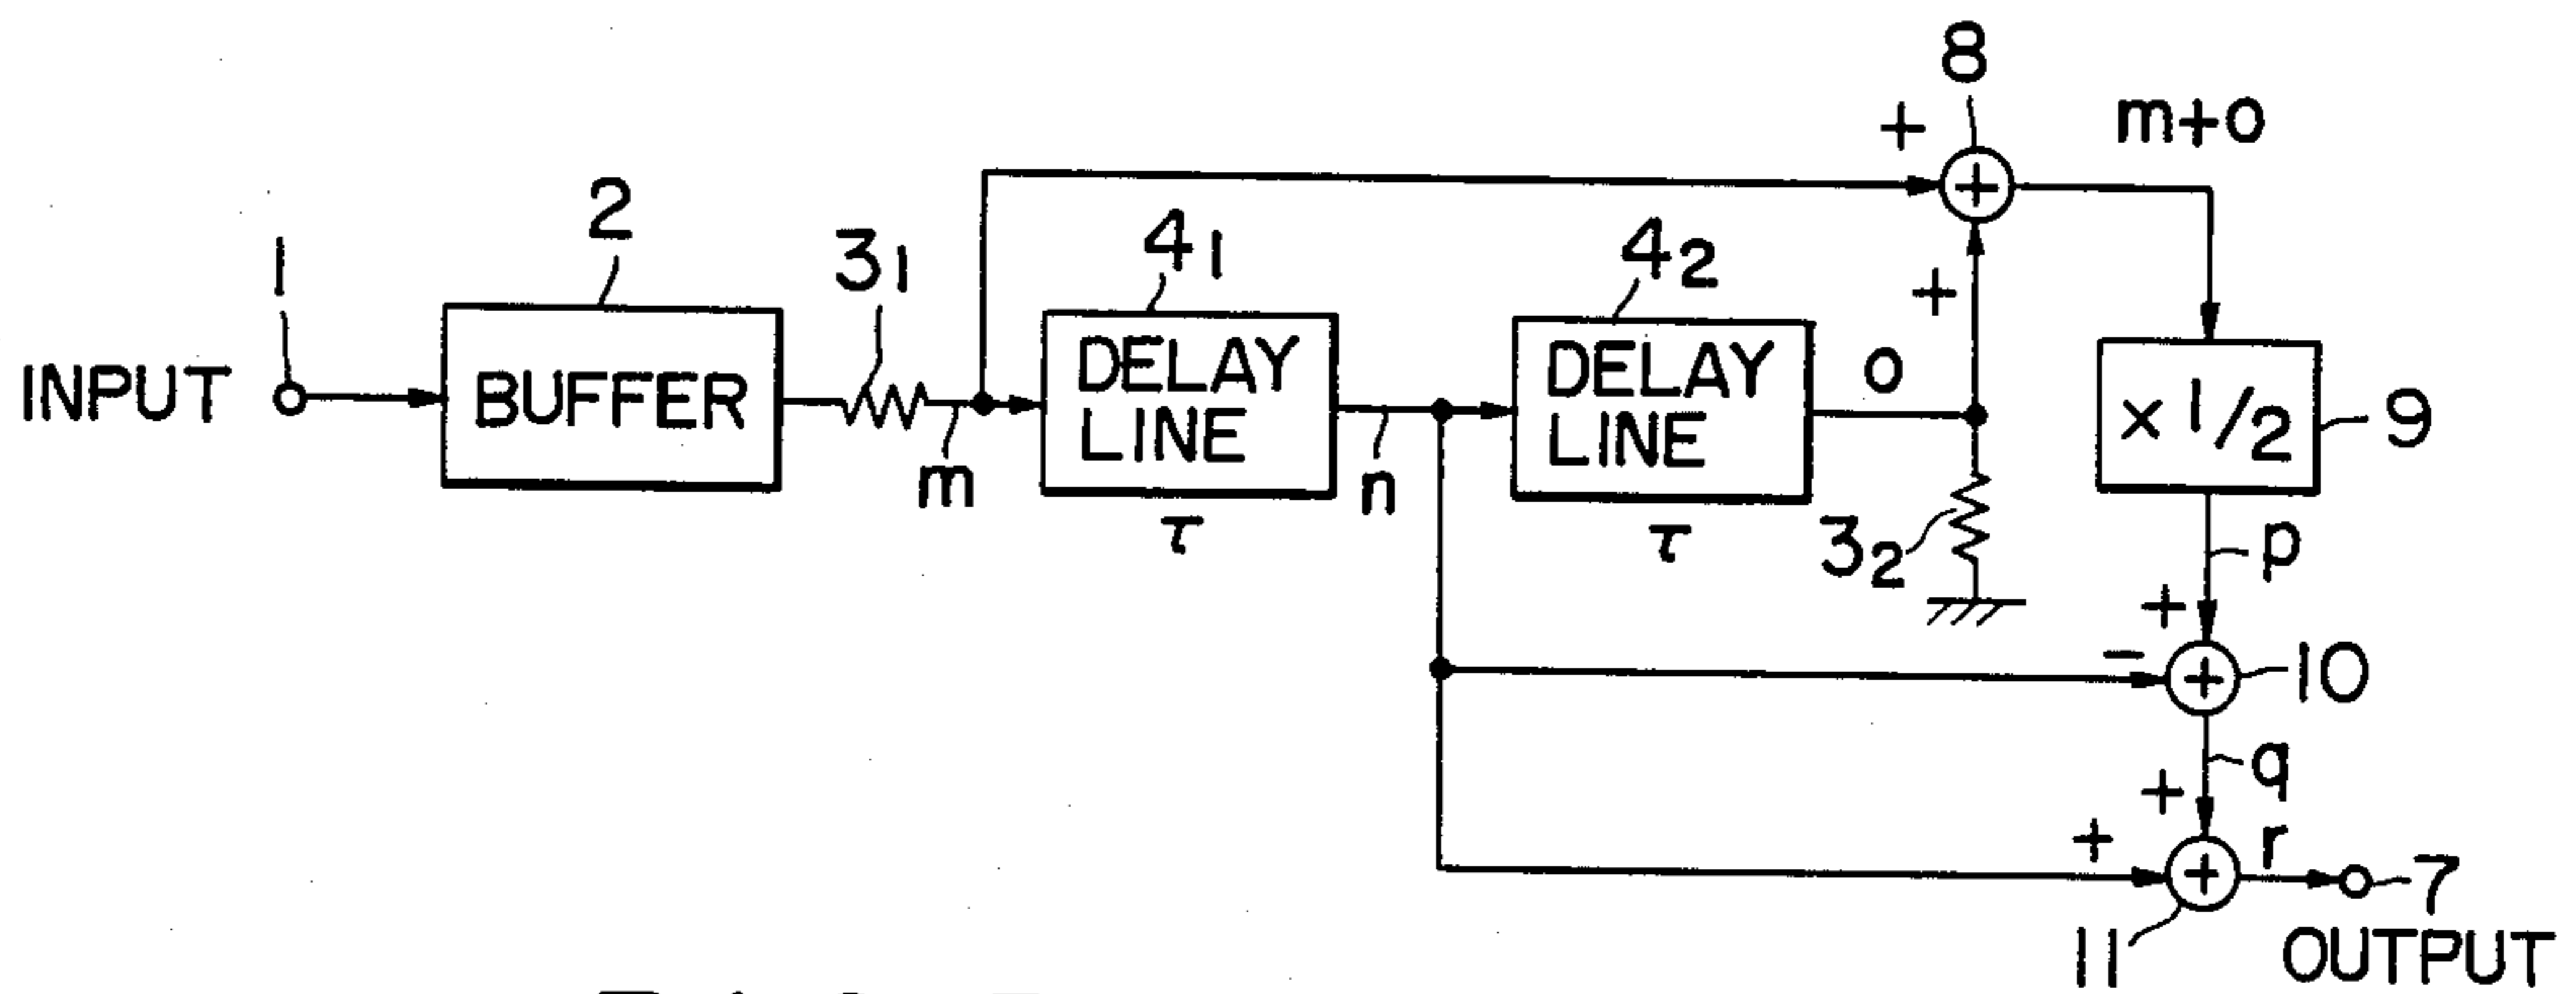 8
m+o
+
2
3₁
4₁
4₂
1
+
INPUT
BUFFER
DELAY
LINE
DELAY
LINE
o
× 1/2
9
m
n
τ
τ
3₂
p
+
−
10
q
+
+
r
7
11
OUTPUT